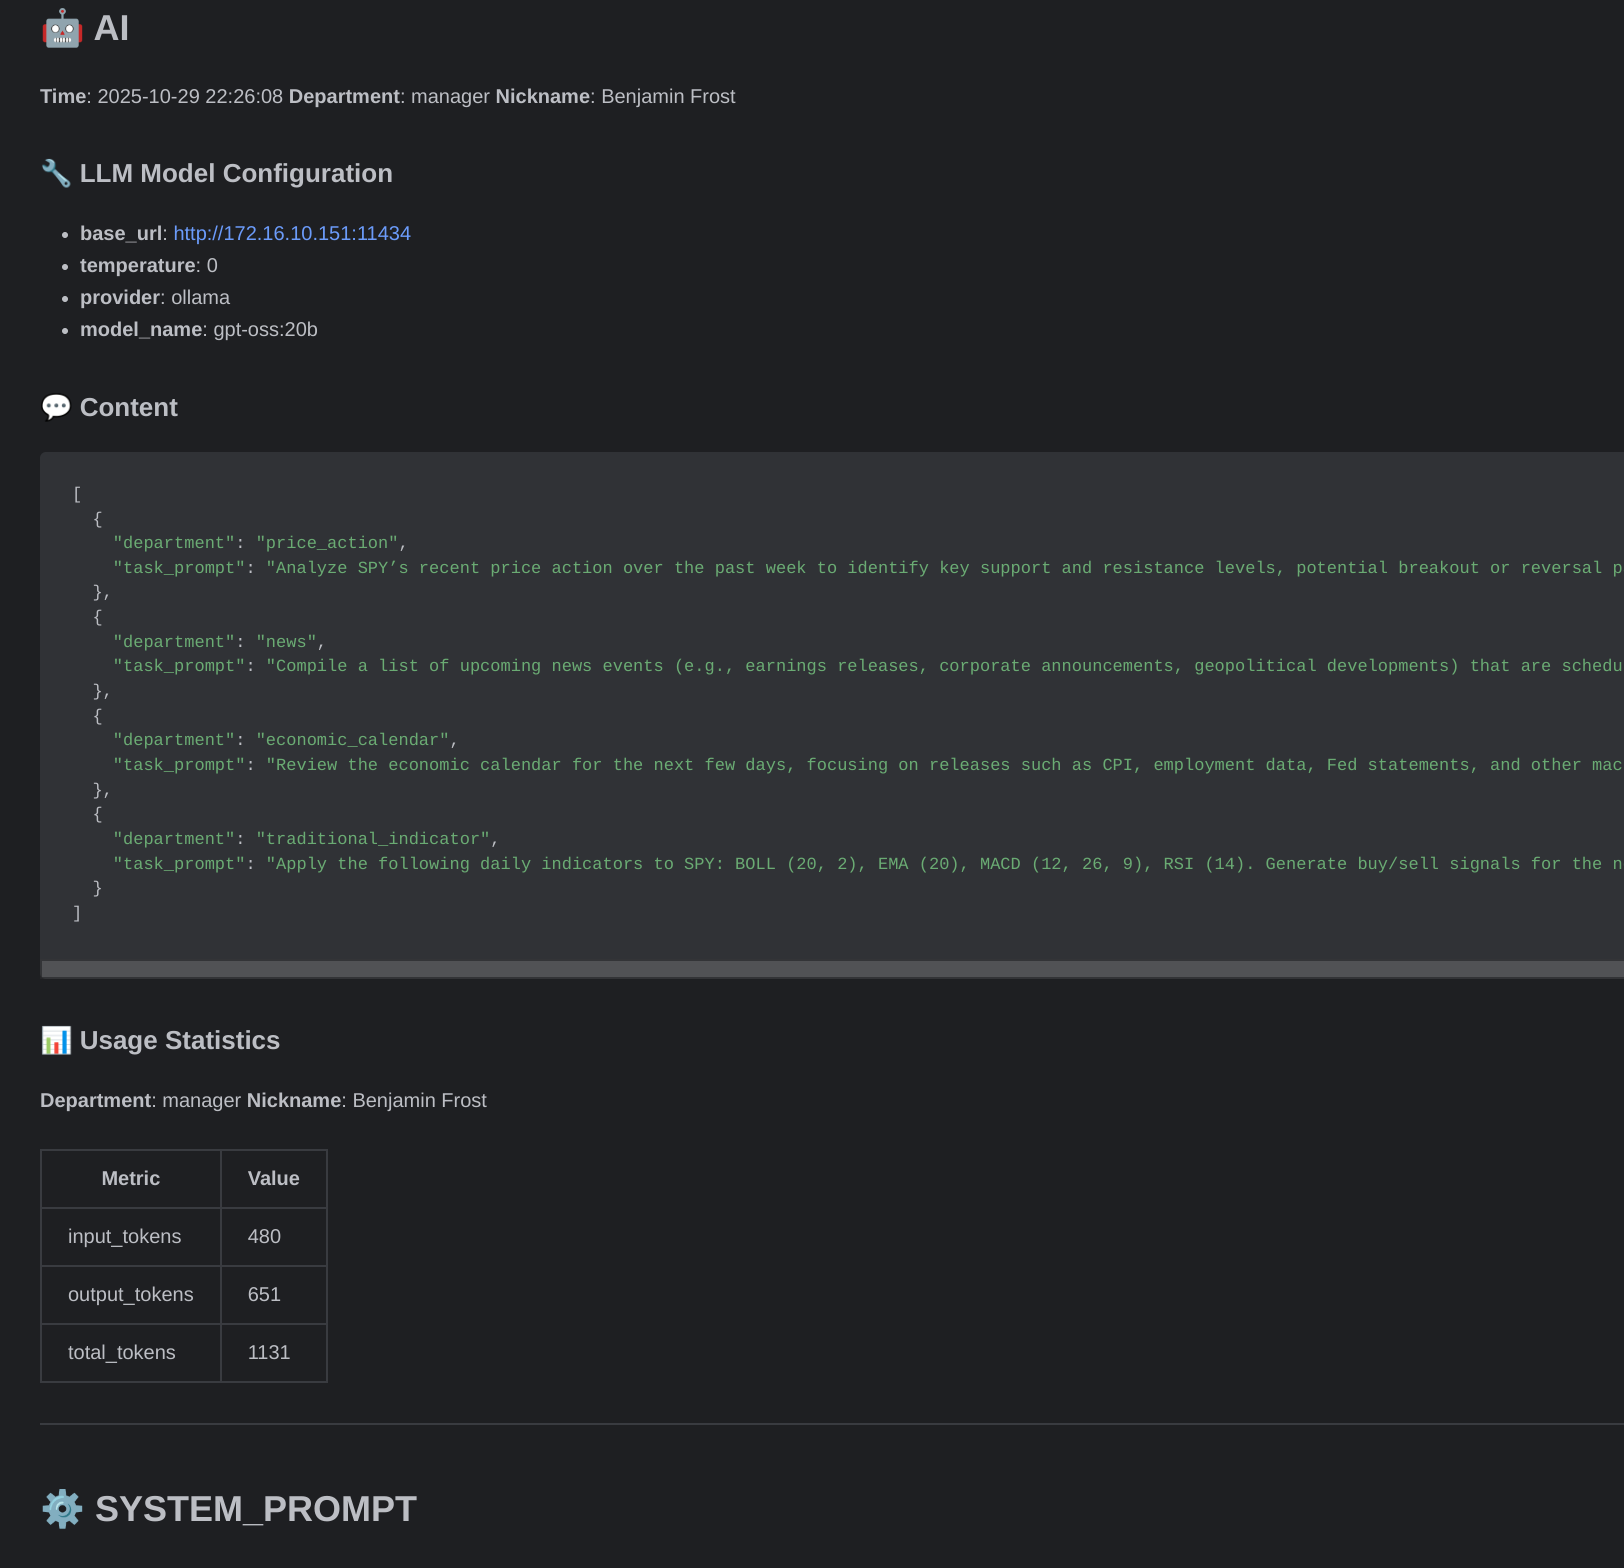 AI
Time: 2025-10-29 22:26:08 Department: manager Nickname: Benjamin Frost
LLM Model Configuration
• base_url: http://172.16.10.151:11434
• temperature: 0
• provider: ollama
• model_name: gpt-oss:20b
Content
[
  {
    "department": "price_action",
    "task_prompt": "Analyze SPY’s recent price action over the past week to identify key support and resistance levels, potential breakout or reversal p
  },
  {
    "department": "news",
    "task_prompt": "Compile a list of upcoming news events (e.g., earnings releases, corporate announcements, geopolitical developments) that are schedu
  },
  {
    "department": "economic_calendar",
    "task_prompt": "Review the economic calendar for the next few days, focusing on releases such as CPI, employment data, Fed statements, and other mac
  },
  {
    "department": "traditional_indicator",
    "task_prompt": "Apply the following daily indicators to SPY: BOLL (20, 2), EMA (20), MACD (12, 26, 9), RSI (14). Generate buy/sell signals for the n
  }
]
Usage Statistics
Department: manager Nickname: Benjamin Frost
Metric Value
input_tokens 480
output_tokens 651
total_tokens 1131
SYSTEM_PROMPT